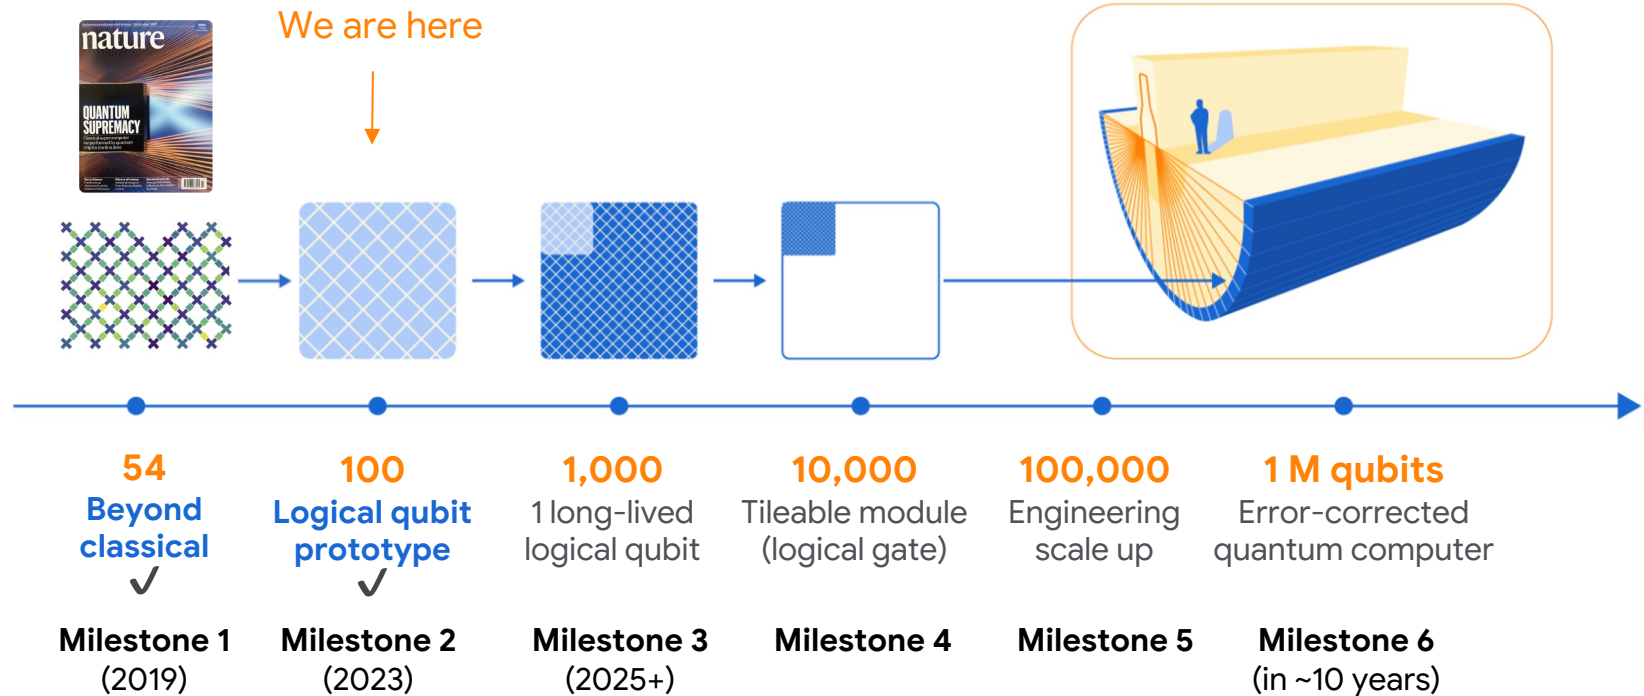 nature
QUANTUM
SUPREMACY
We are here
54
Beyond
classical
✓
Milestone 1
(2019)
100
Logical qubit
prototype
✓
Milestone 2
(2023)
1,000
1 long-lived
logical qubit
Milestone 3
(2025+)
10,000
Tileable module
(logical gate)
Milestone 4
100,000
Engineering
scale up
Milestone 5
1 M qubits
Error-corrected
quantum computer
Milestone 6
(in ~10 years)